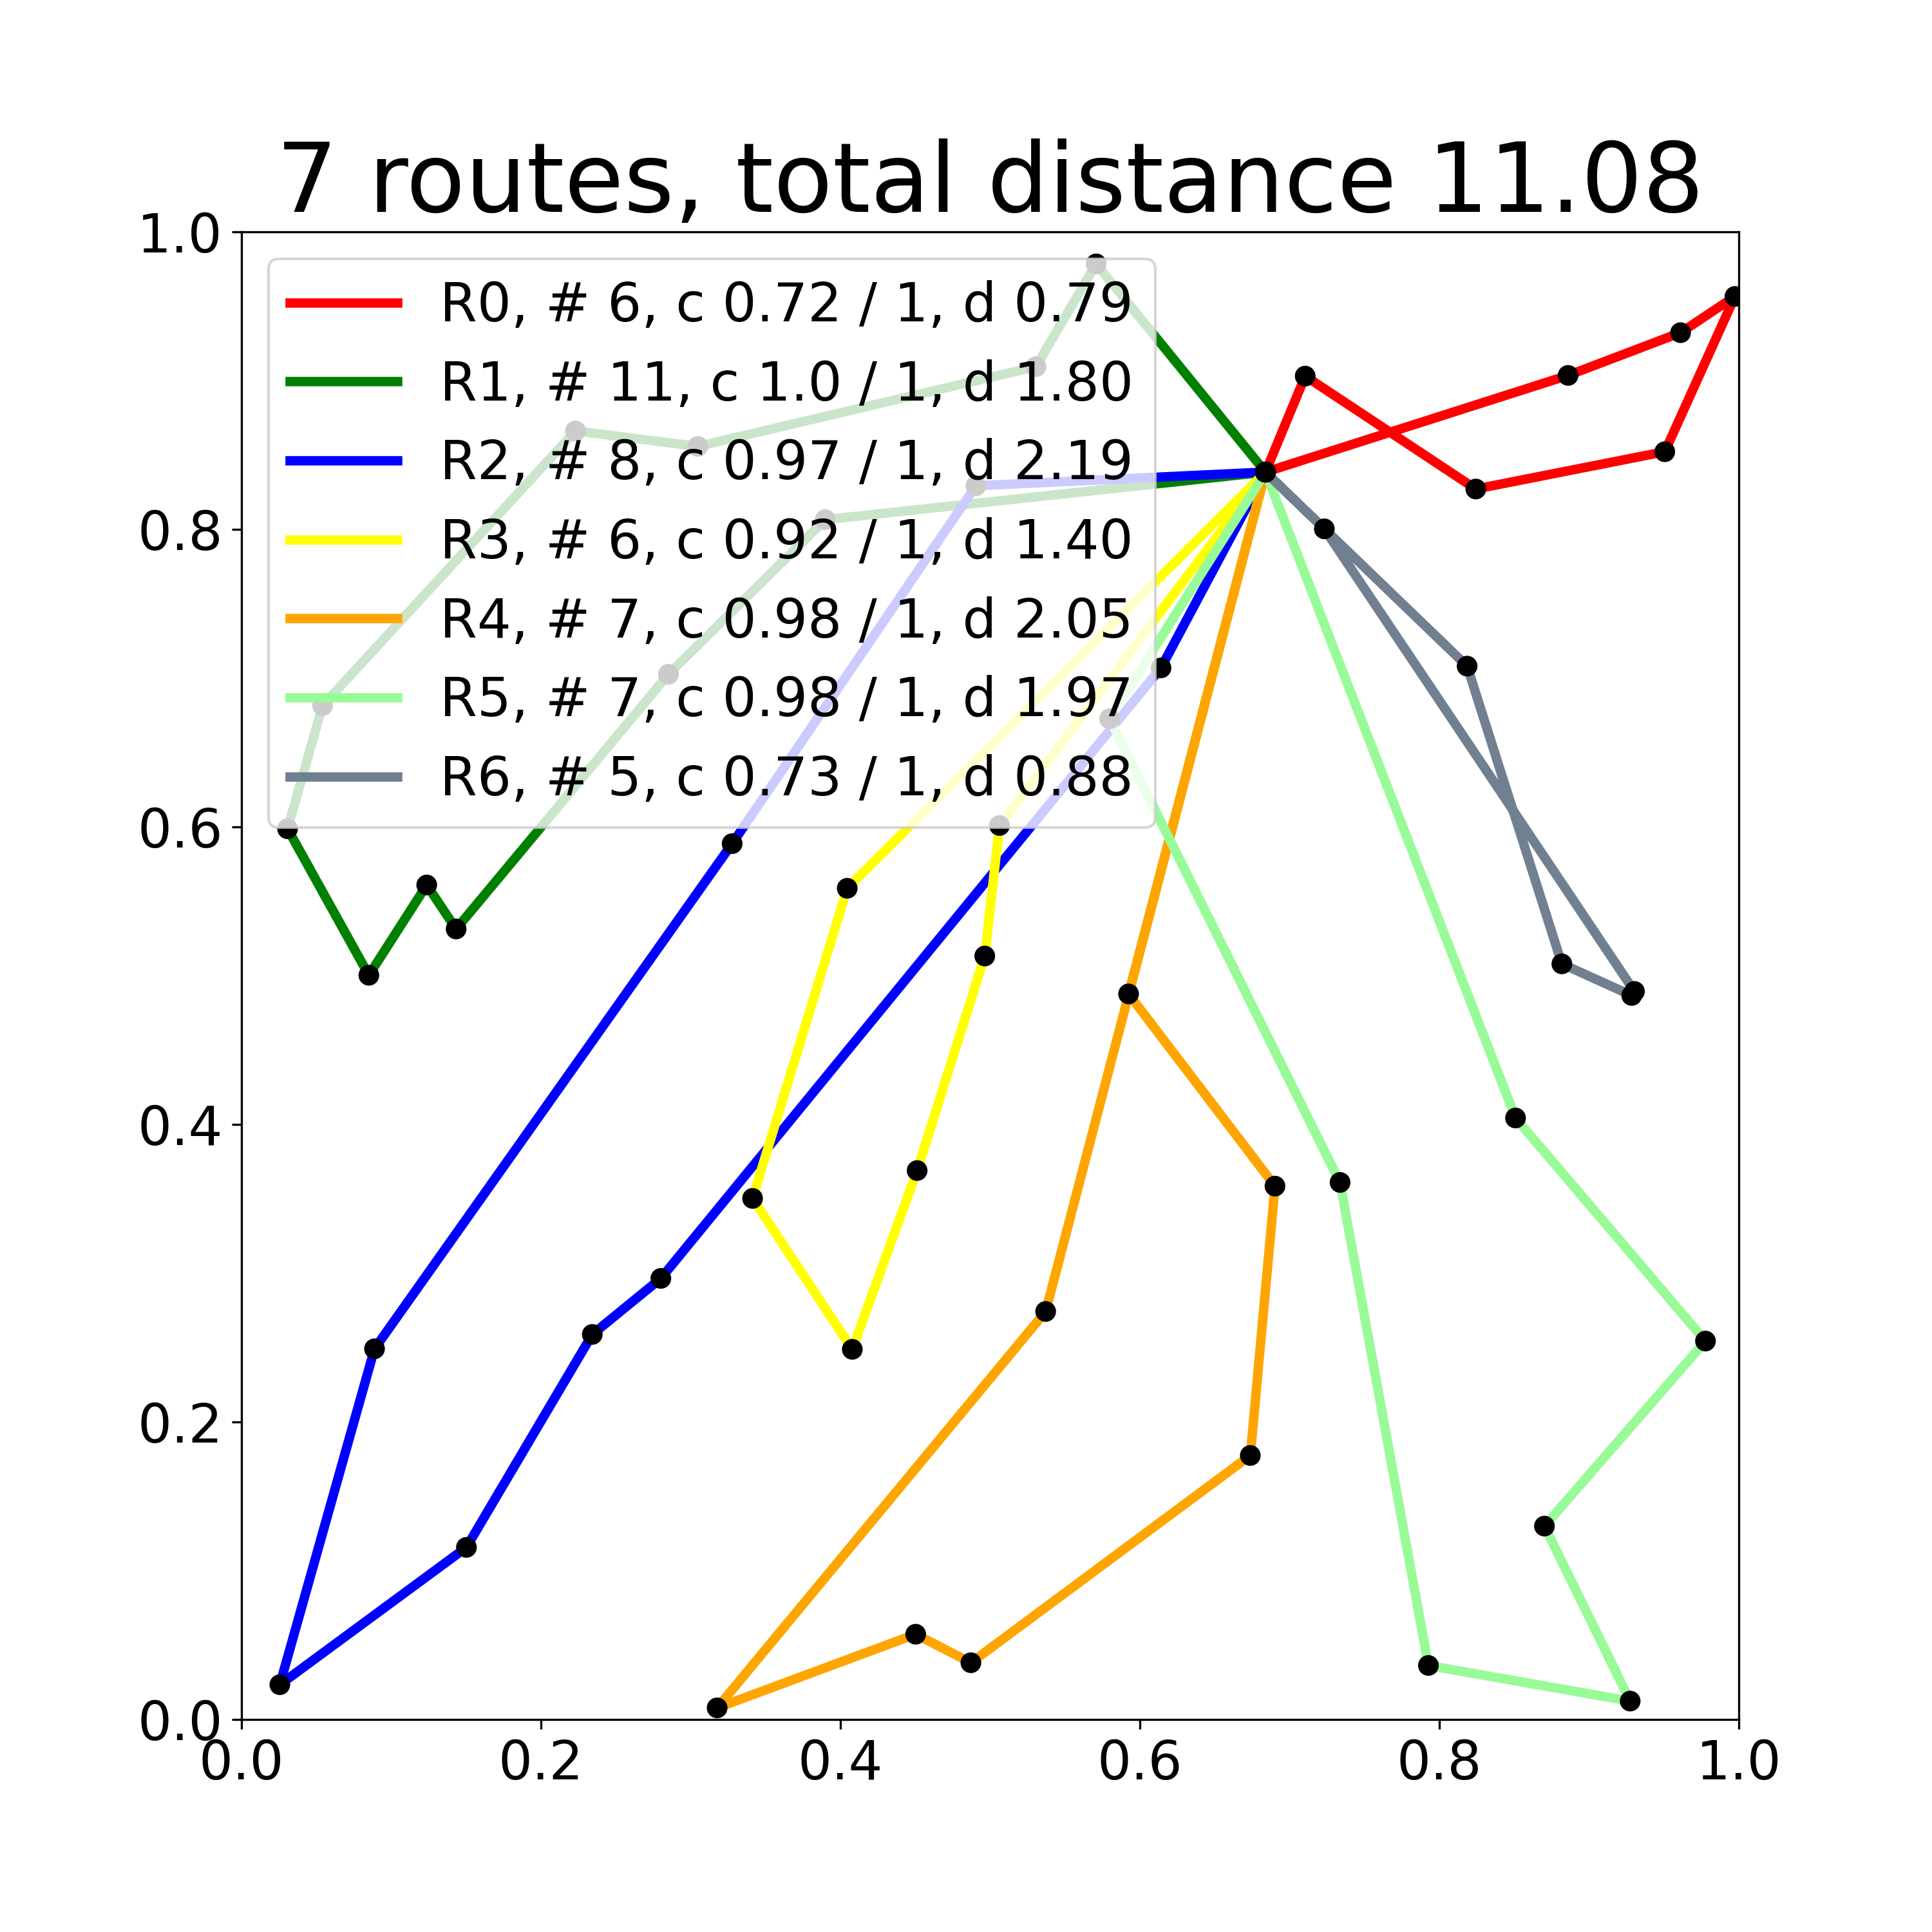 7 routes, total distance 11.08
1.0
0.8
0.6
0.4
0.2
0.0
R0, # 6, c 0.72 / 1, d 0.79
R1, # 11, c 1.0 / 1, d 1.80
R2, # 8, c 0.97 / 1, d 2.19
R3, # 6, c 0.92 / 1, d 1.40
R4, # 7, c 0.98 / 1, d 2.05
R5, # 7, c 0.98 / 1, d 1.97
R6, # 5, c 0.73 / 1, d 0.88
0.0 0.2 0.4 0.6 0.8 1.0